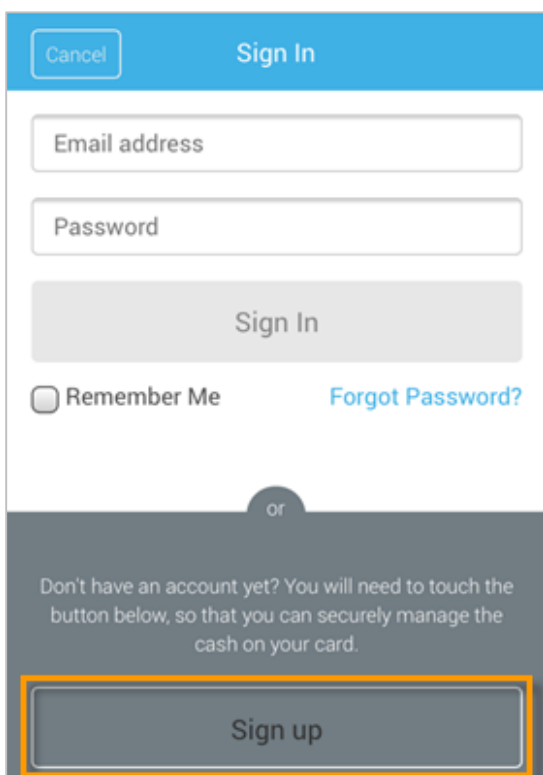 Cancel
Sign In
Email address
Password
Sign In
Remember Me
Forgot Password?
or
Don't have an account yet? You will need to touch the
button below, so that you can securely manage the
cash on your card.
Sign up